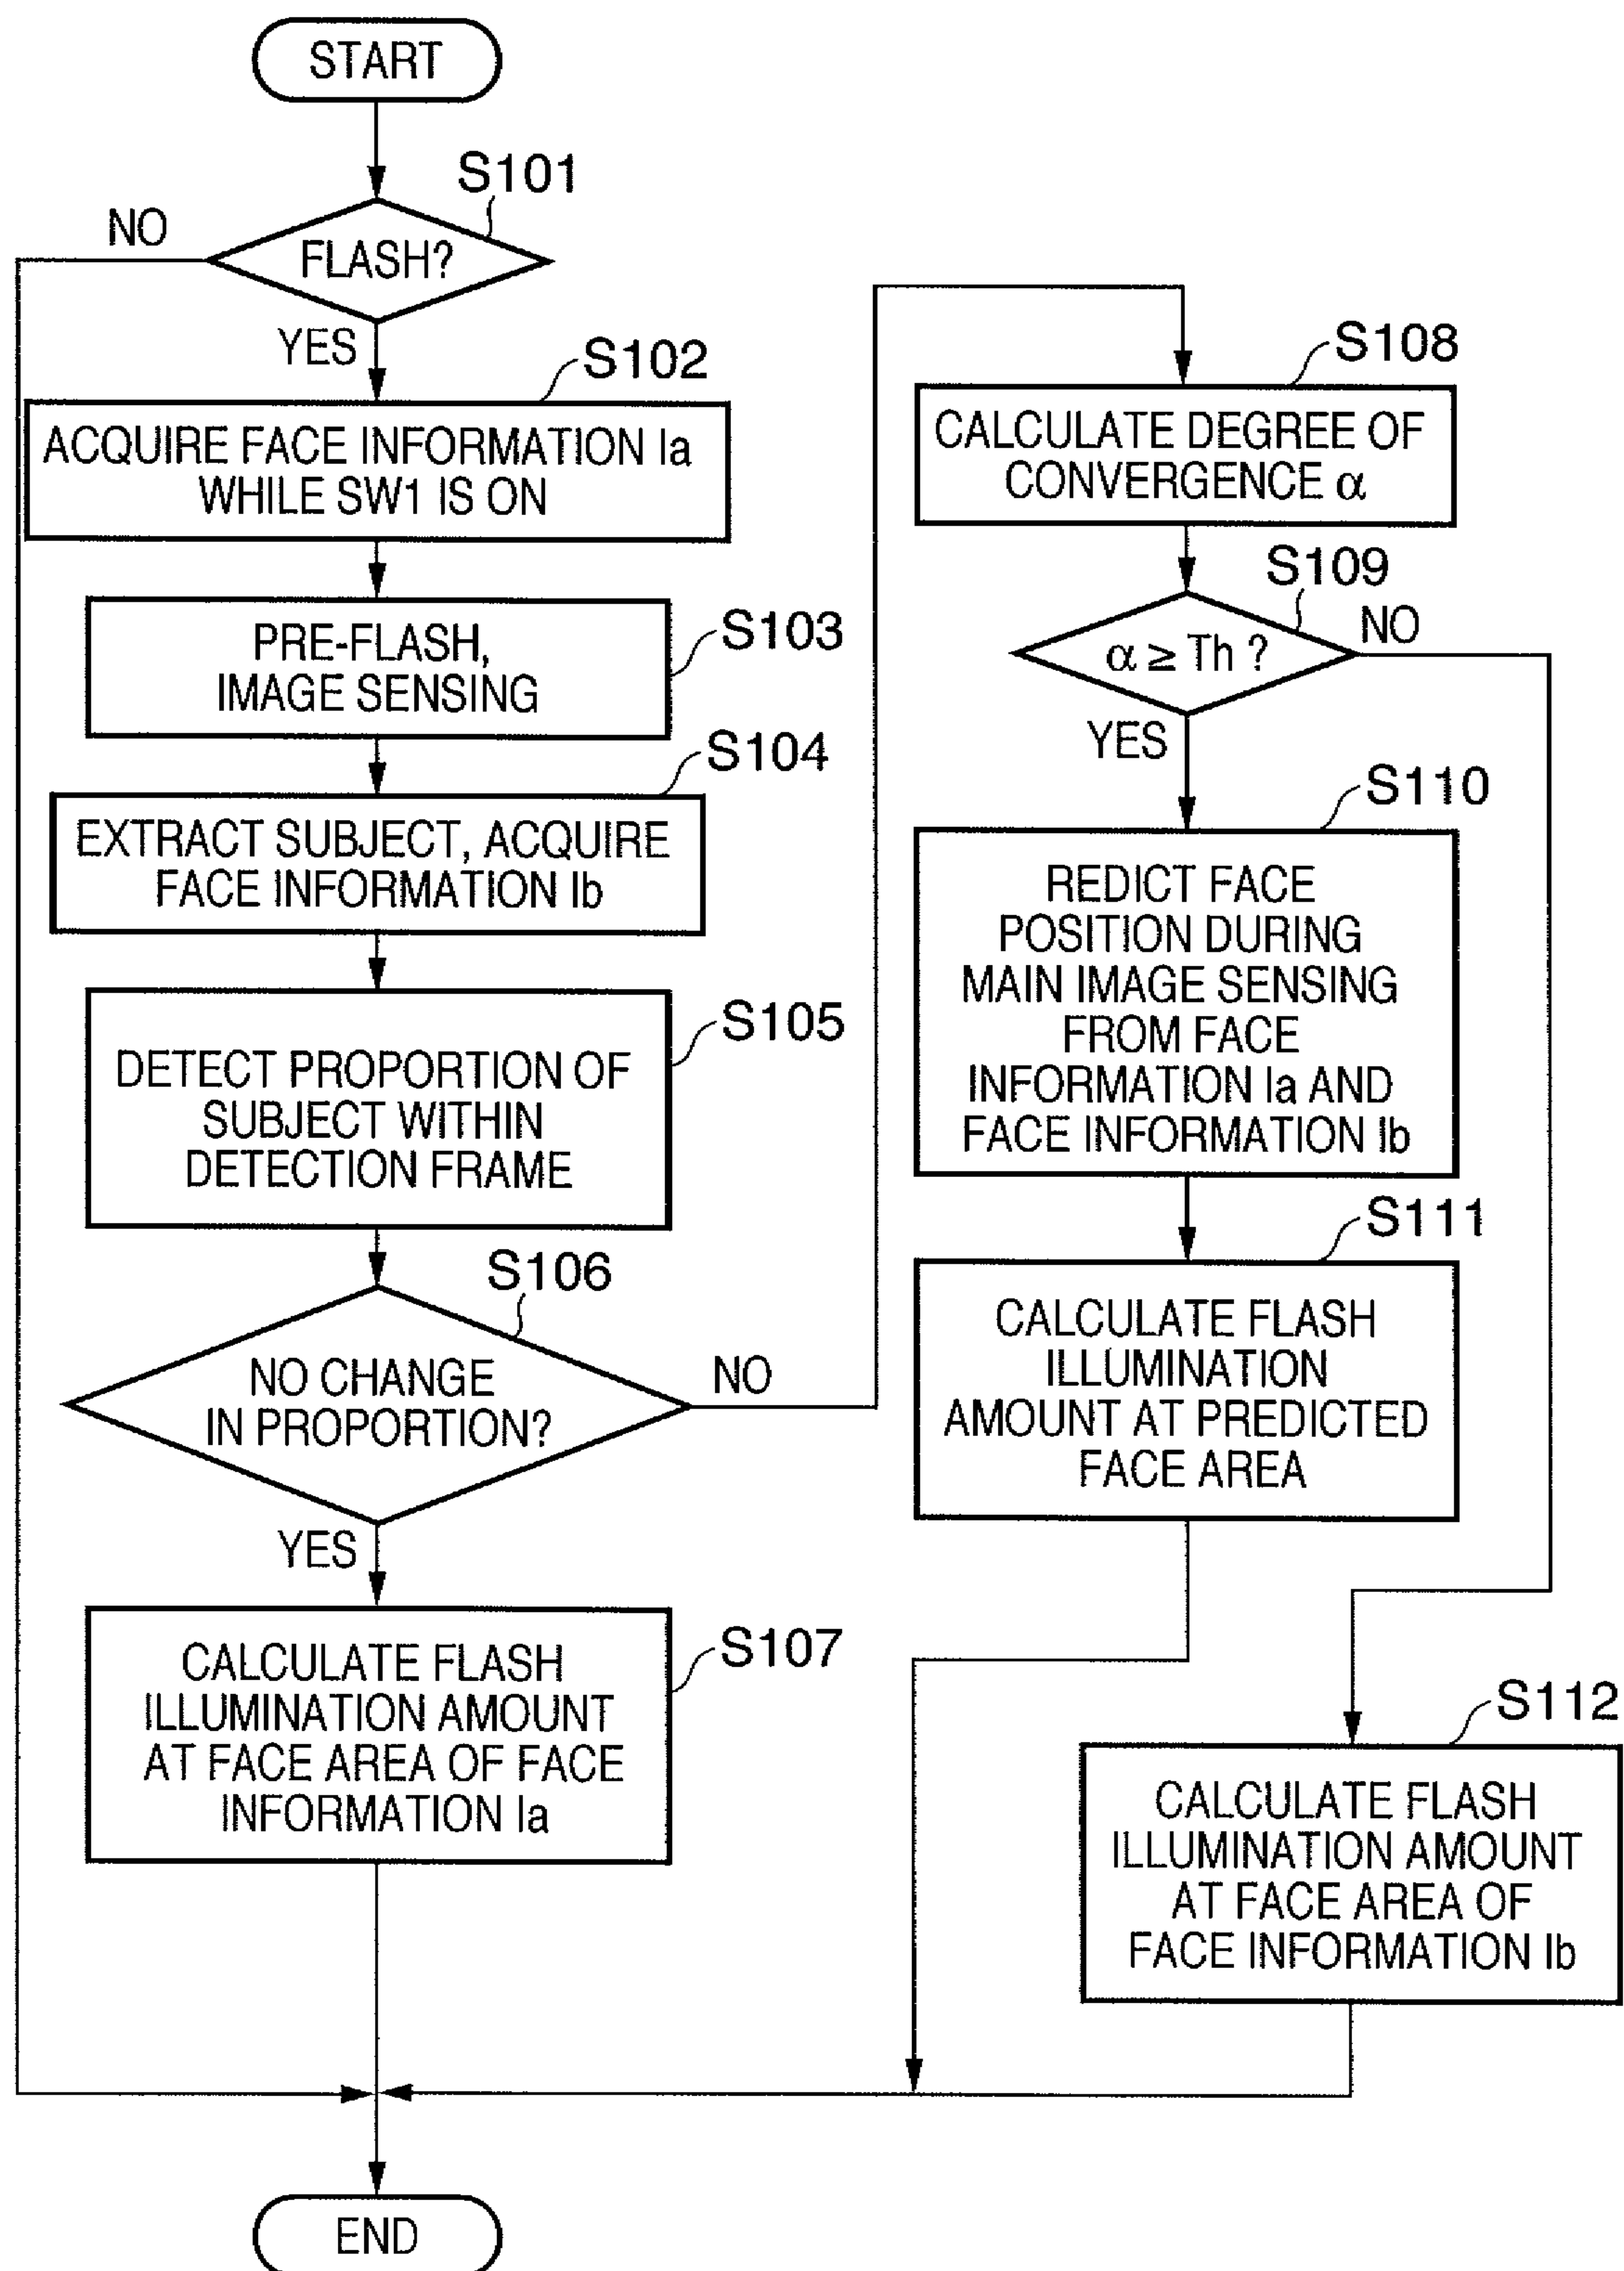 START
S101
NO
FLASH?
YES
S102
ACQUIRE FACE INFORMATION Ia
WHILE SW1 IS ON
S103
PRE-FLASH,
IMAGE SENSING
S104
EXTRACT SUBJECT, ACQUIRE
FACE INFORMATION Ib
S105
DETECT PROPORTION OF
SUBJECT WITHIN
DETECTION FRAME
S106
NO CHANGE
IN PROPORTION?
NO
YES
S107
CALCULATE FLASH
ILLUMINATION AMOUNT
AT FACE AREA OF FACE
INFORMATION Ia
S108
CALCULATE DEGREE OF
CONVERGENCE α
S109
α ≥ Th ?
NO
YES
S110
REDICT FACE
POSITION DURING
MAIN IMAGE SENSING
FROM FACE
INFORMATION Ia AND
FACE INFORMATION Ib
S111
CALCULATE FLASH
ILLUMINATION
AMOUNT AT PREDICTED
FACE AREA
S112
CALCULATE FLASH
ILLUMINATION AMOUNT
AT FACE AREA OF
FACE INFORMATION Ib
END